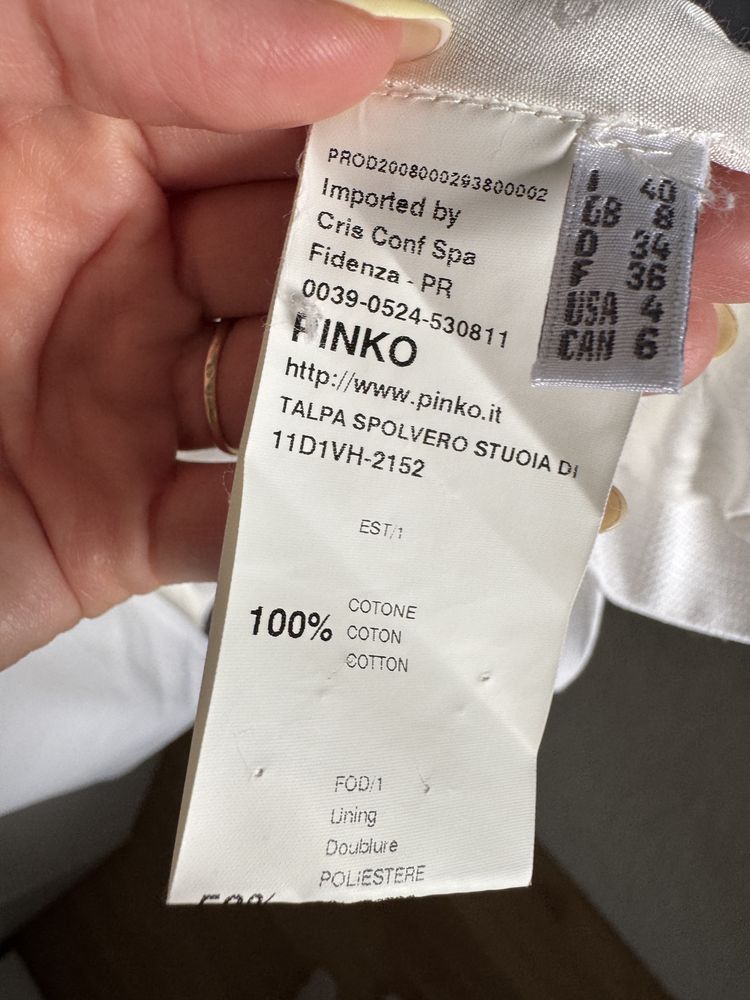 PROD2008000293800002
Imported by
Cris Conf Spa
Fidenza - PR
0039-0524-530811
PINKO
http://www.pinko.it
TALPA SPOLVERO STUOIA DI
11D1VH-2152
EST/1
100% COTONE
COTON
COTTON
FOD/1
Lining
Doublure
POLIESTERE
I 40
GB 8
D 34
F 36
USA 4
CAN 6